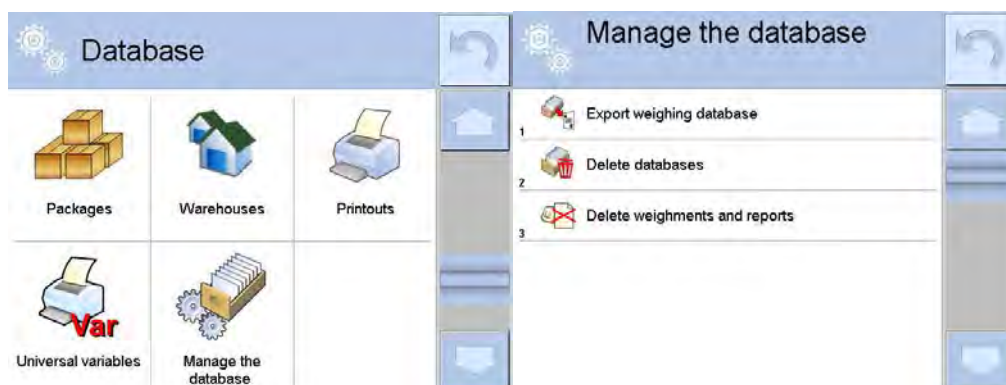 Database
Packages
Warehouses
Printouts
Var
Universal variables
Manage the
database
Manage the database
1 Export weighing database
2 Delete databases
3 Delete weighments and reports